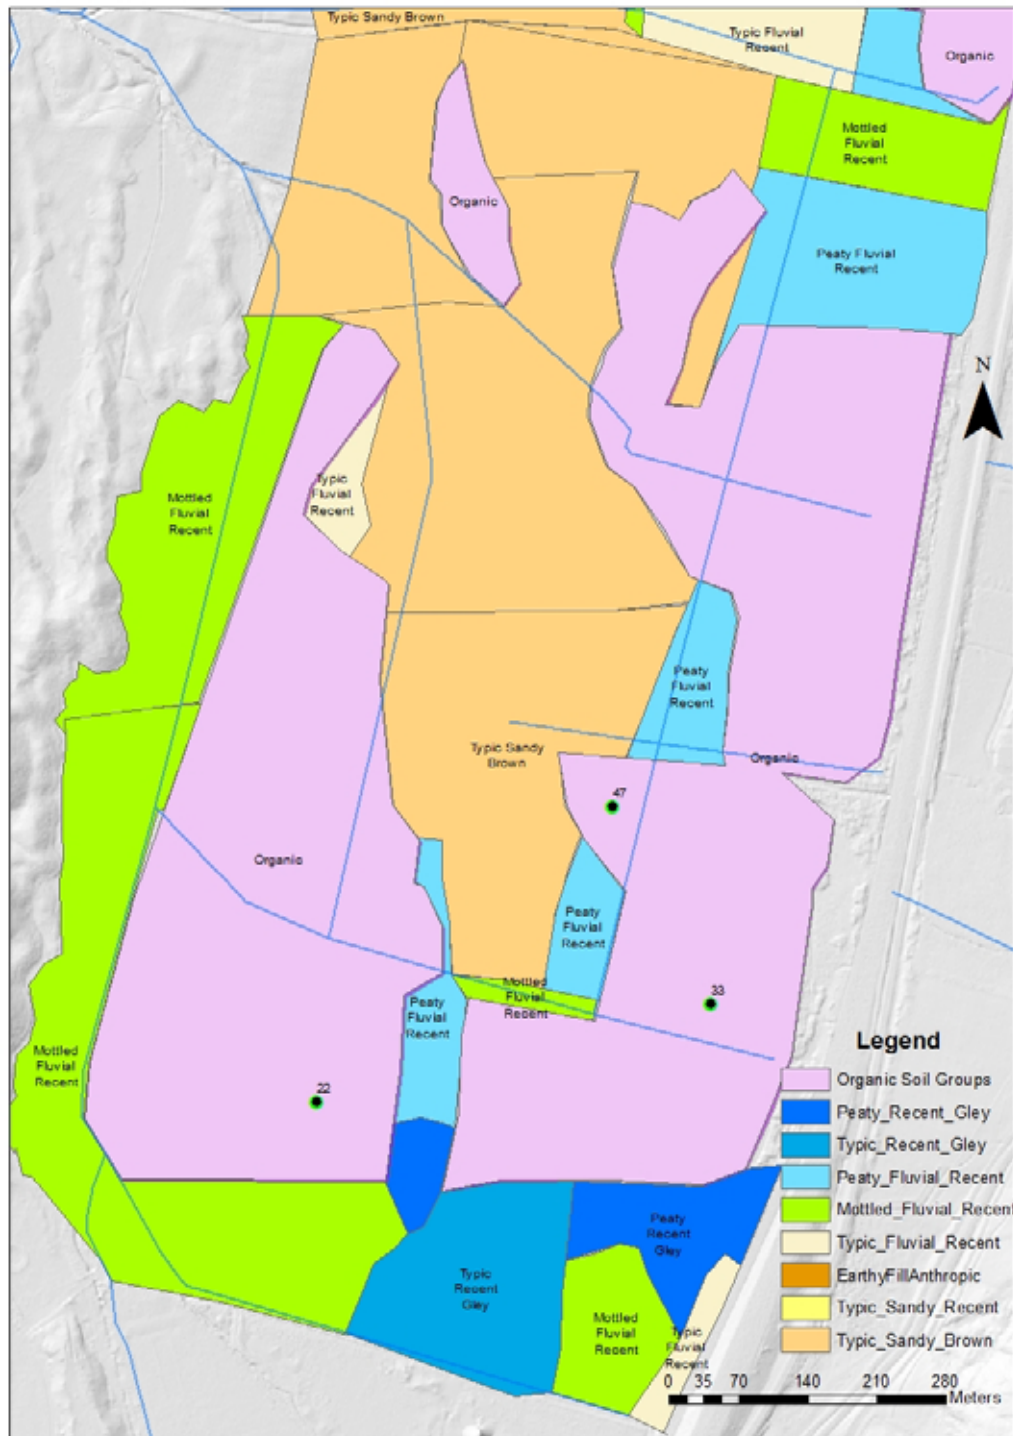 Typic Sandy Brown
Typic Fluvial
Recent
Organic
Mottled
Fluvial
Recent
Organic
Peaty Fluvial
Recent
N
Typic
Fluvial
Recent
Mottled
Fluvial
Recent
Peaty
Fluvial
Recent
Typic Sandy
Brown
Organic
47
Organic
Peaty
Fluvial
Recent
Mottled
Fluvial
Recent
33
Peaty
Fluvial
Recent
Mottled
Fluvial
Recent
22
Legend
Organic Soil Groups
Peaty_Recent_Gley
Typic_Recent_Gley
Peaty_Fluvial_Recent
Mottled_Fluvial_Recent
Typic_Fluvial_Recent
EarthyFillAnthropic
Typic_Sandy_Recent
Typic_Sandy_Brown
Peaty
Recent
Gley
Typic
Recent
Gley
Mottled
Fluvial
Recent
Typic
Fluvial
Recent
0 35 70 140 210 280
Meters